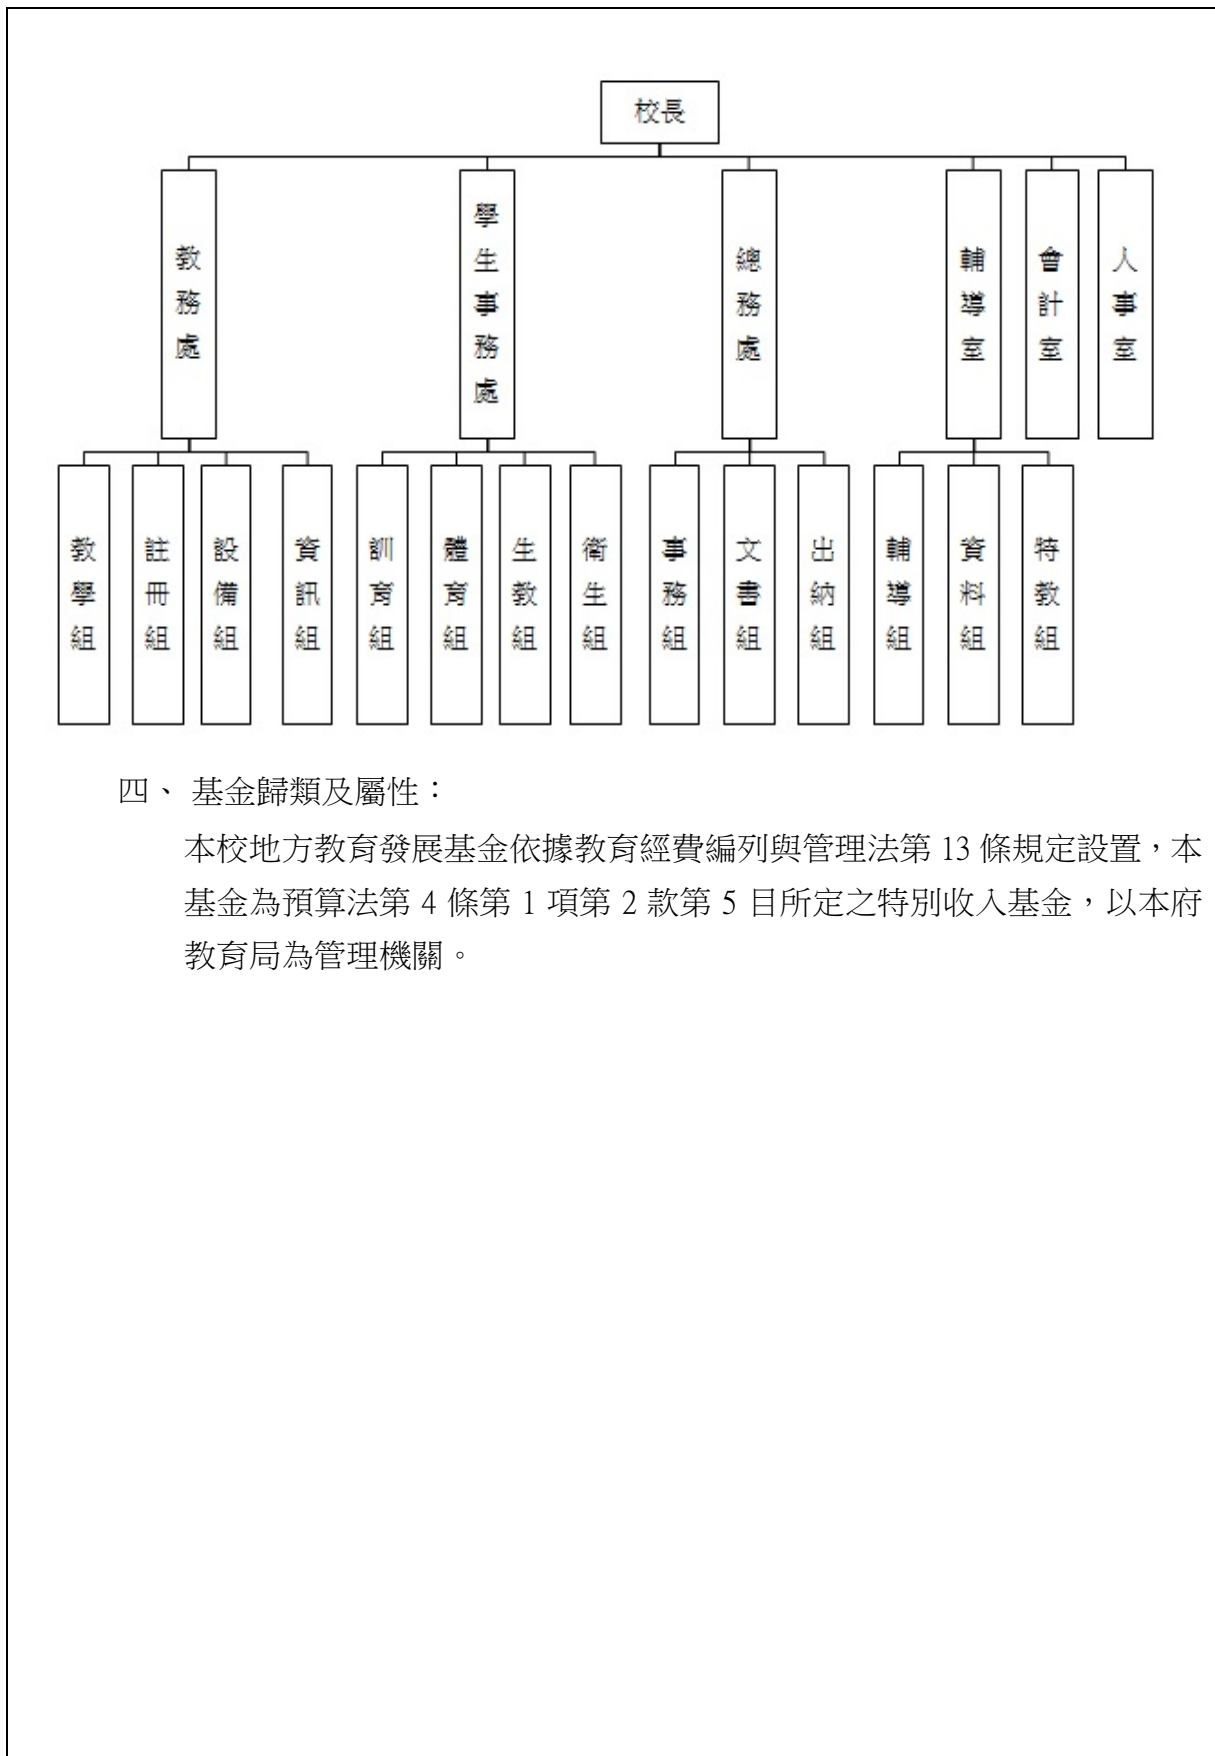 校長
教務處
學生事務處
總務處
輔導室
會計室
人事室
教學組
註冊組
設備組
資訊組
訓育組
體育組
生教組
衛生組
事務組
文書組
出納組
輔導組
資料組
特教組
四、 基金歸類及屬性：
本校地方教育發展基金依據教育經費編列與管理法第 13 條規定設置，本
基金為預算法第 4 條第 1 項第 2 款第 5 目所定之特別收入基金，以本府
教育局為管理機關。